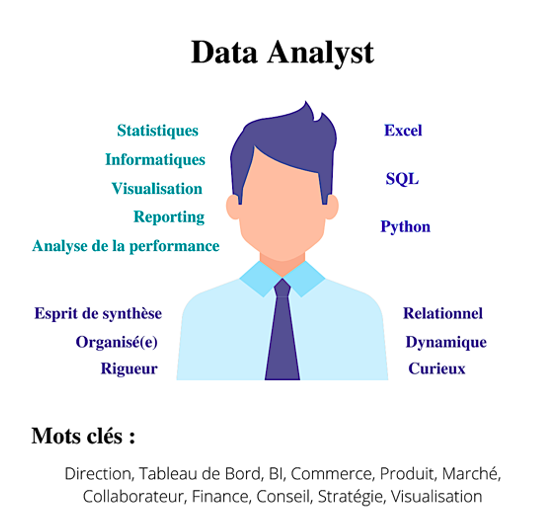 Data Analyst
Statistiques
Informatiques
Visualisation
Reporting
Analyse de la performance
Excel
SQL
Python
Esprit de synthèse
Organisé(e)
Rigueur
Relationnel
Dynamique
Curieux
Mots clés :
Direction, Tableau de Bord, BI, Commerce, Produit, Marché,
Collaborateur, Finance, Conseil, Stratégie, Visualisation